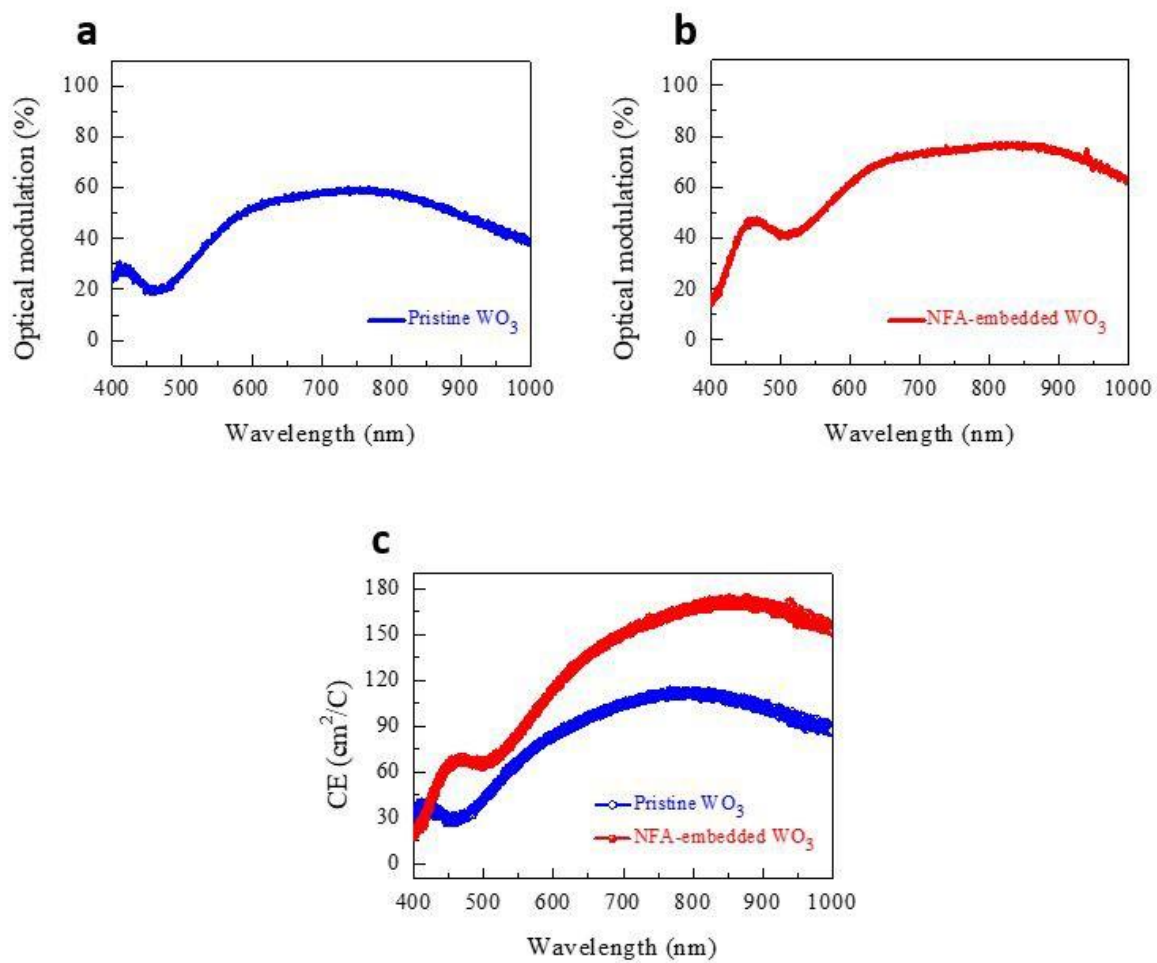 a
Optical modulation (%)
100
80
60
40
20
0
Pristine WO3
400 500 600 700 800 900 1000
Wavelength (nm)
b
Optical modulation (%)
100
80
60
40
20
0
NFA-embedded WO3
400 500 600 700 800 900 1000
Wavelength (nm)
c
CE (cm2/C)
180
150
120
90
60
30
0
Pristine WO3
NFA-embedded WO3
400 500 600 700 800 900 1000
Wavelength (nm)